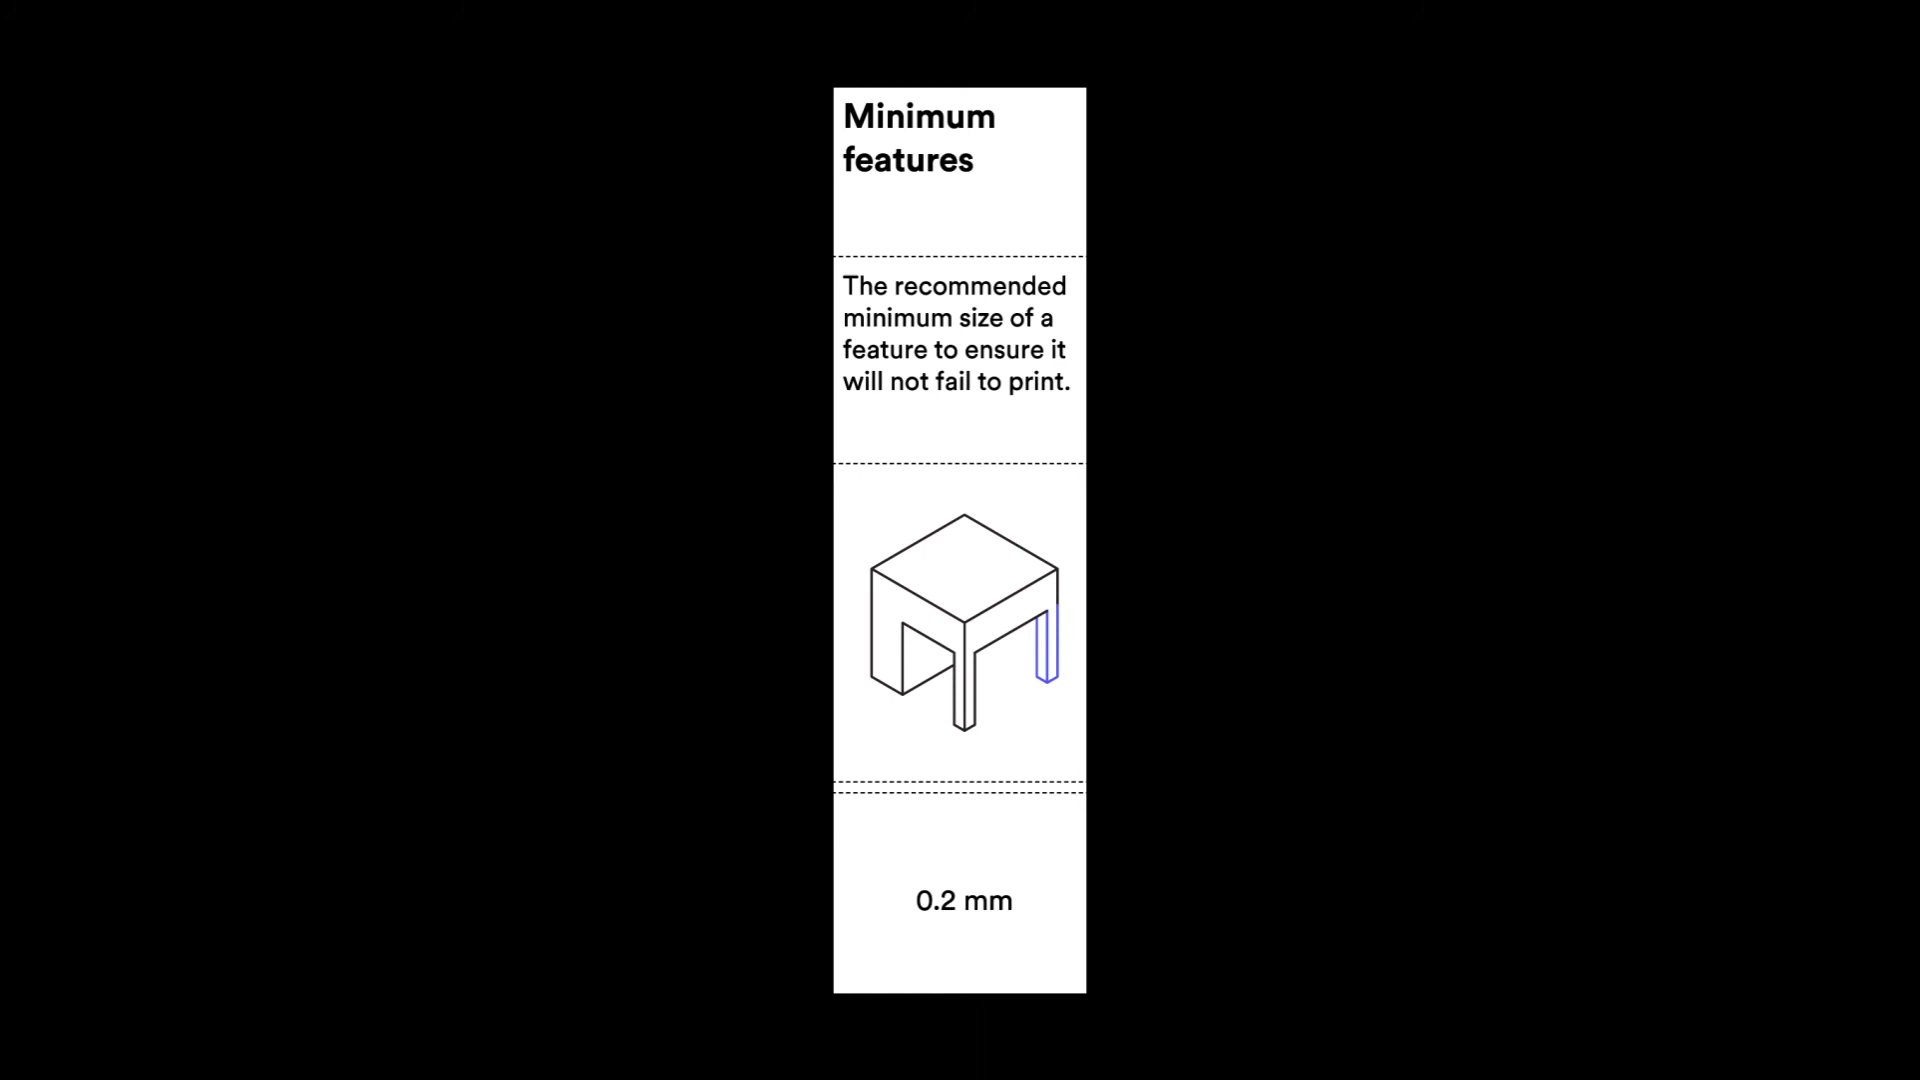 Minimum
features
The recommended
minimum size of a
feature to ensure it
will not fail to print.
0.2 mm